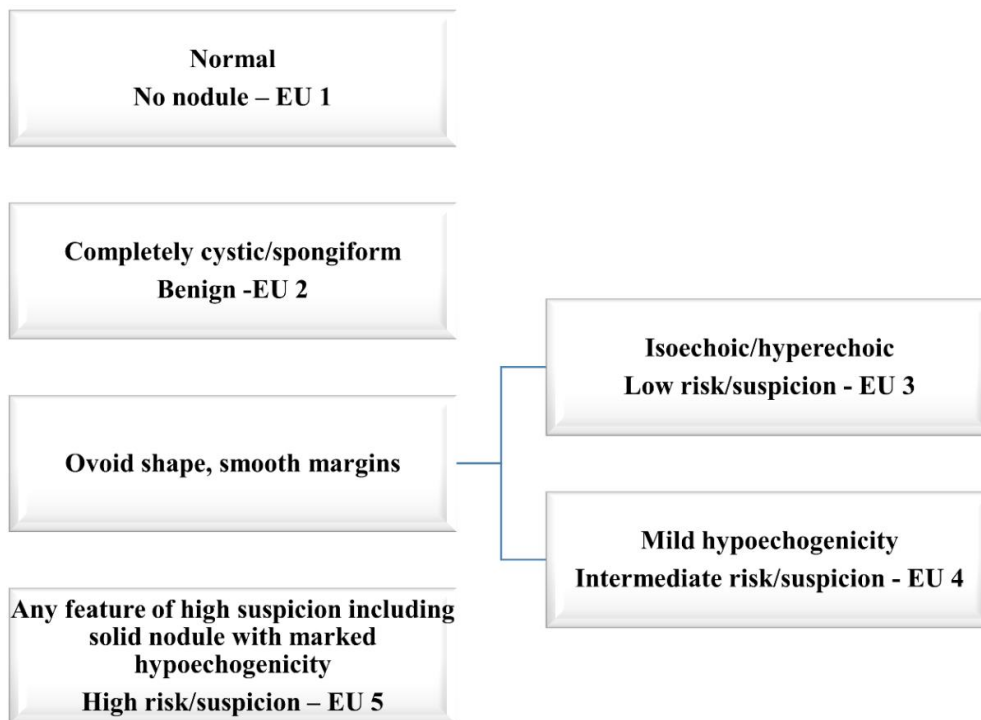 Normal
No nodule – EU 1
Completely cystic/spongiform
Benign -EU 2
Ovoid shape, smooth margins
Isoechoic/hyperechoic
Low risk/suspicion - EU 3
Mild hypoechogenicity
Intermediate risk/suspicion - EU 4
Any feature of high suspicion including
solid nodule with marked
hypoechogenicity
High risk/suspicion – EU 5